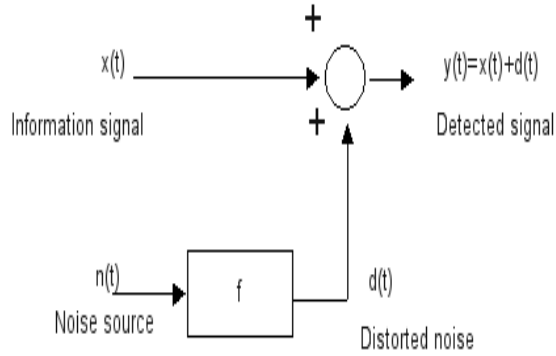 +
x(t)
y(t)=x(t)+d(t)
+
Information signal
Detected signal
n(t)
f
d(t)
Noise source
Distorted noise